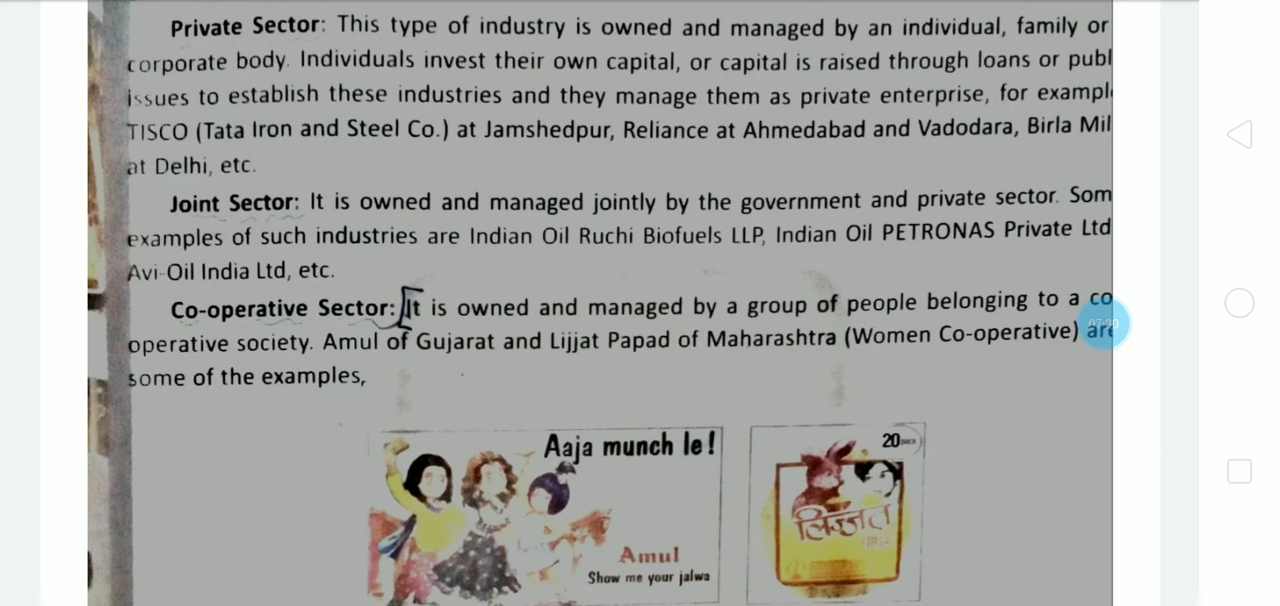 Private Sector: This type of industry is owned and managed by an individual, family or
corporate body. Individuals invest their own capital, or capital is raised through loans or publ
issues to establish these industries and they manage them as private enterprise, for exampl
TISCO (Tata Iron and Steel Co.) at Jamshedpur, Reliance at Ahmedabad and Vadodara, Birla Mil
at Delhi, etc.
Joint Sector: It is owned and managed jointly by the government and private sector. Som
examples of such industries are Indian Oil Ruchi Biofuels LLP, Indian Oil PETRONAS Private Ltd
Avi-Oil India Ltd, etc.
Co-operative Sector: It is owned and managed by a group of people belonging to a co
operative society. Amul of Gujarat and Lijjat Papad of Maharashtra (Women Co-operative) are
some of the examples,
07:30
Aaja munch le!
Amul
Show me your jalwa
20
लिज्जत